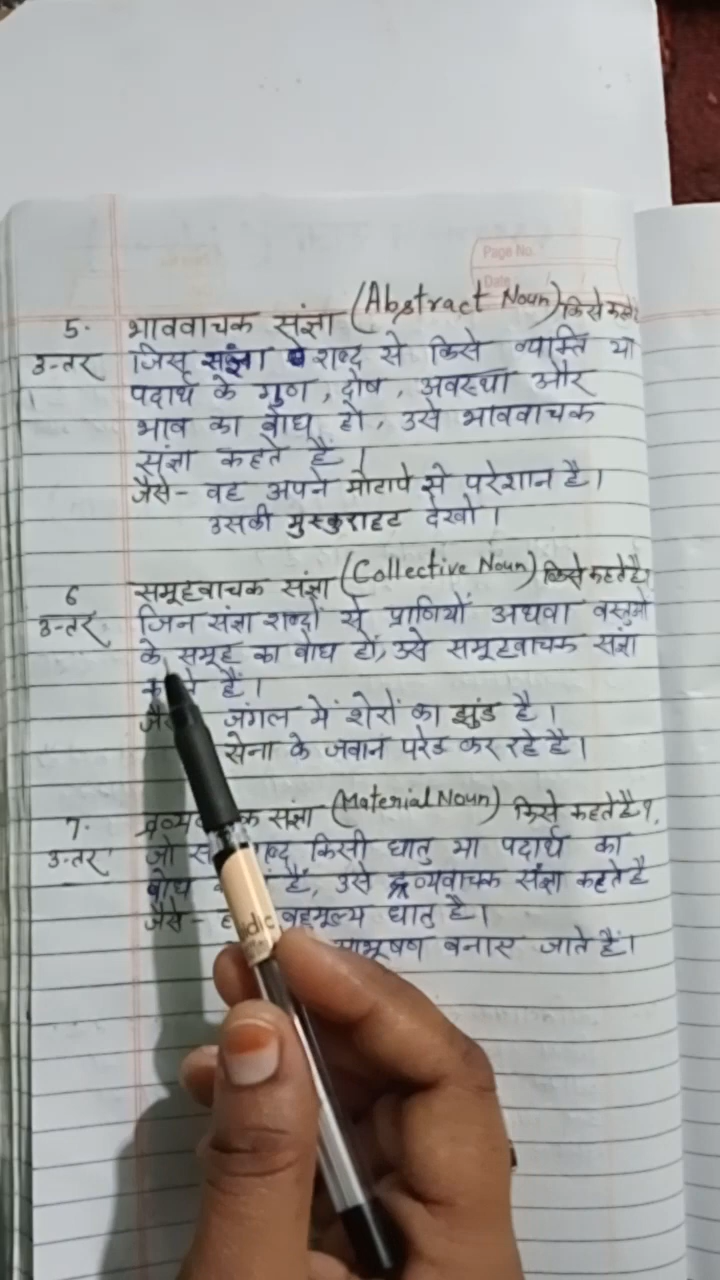 Page No.
Date
5. भाववाचक संज्ञा (Abstract Noun) किसे कहते
उत्तर जिस संज्ञा शब्द से किसे व्याक्ति या
पदार्थ के गुण, दोष, अवस्था और
भाव का बोध हो, उसे भाववाचक
संज्ञा कहते है।
जैसे- वह अपने मोटापे से परेशान है।
उसकी मुस्कुराहट देखो।
6 समूहवाचक संज्ञा (Collective Noun) किसे कहते है?
उत्तर जिन संज्ञा शब्दों से प्राणियों अथवा वस्तुओं
के समूह का बोध हों, उसे समूहवाचक संज्ञा
हैं।
जंगल में शेरों का झुंड है।
सेना के जवान परेड कर रहे है।
7. संज्ञा (Material Noun) किसे कहते है?
उत्तर जो शब्द किसी धातु या पदार्थ का
बोध हैं, उसे द्रव्यवाचक संज्ञा कहते है
जैसे- बहुमूल्य धातु है।
आभूषण बनाए जाते हैं।